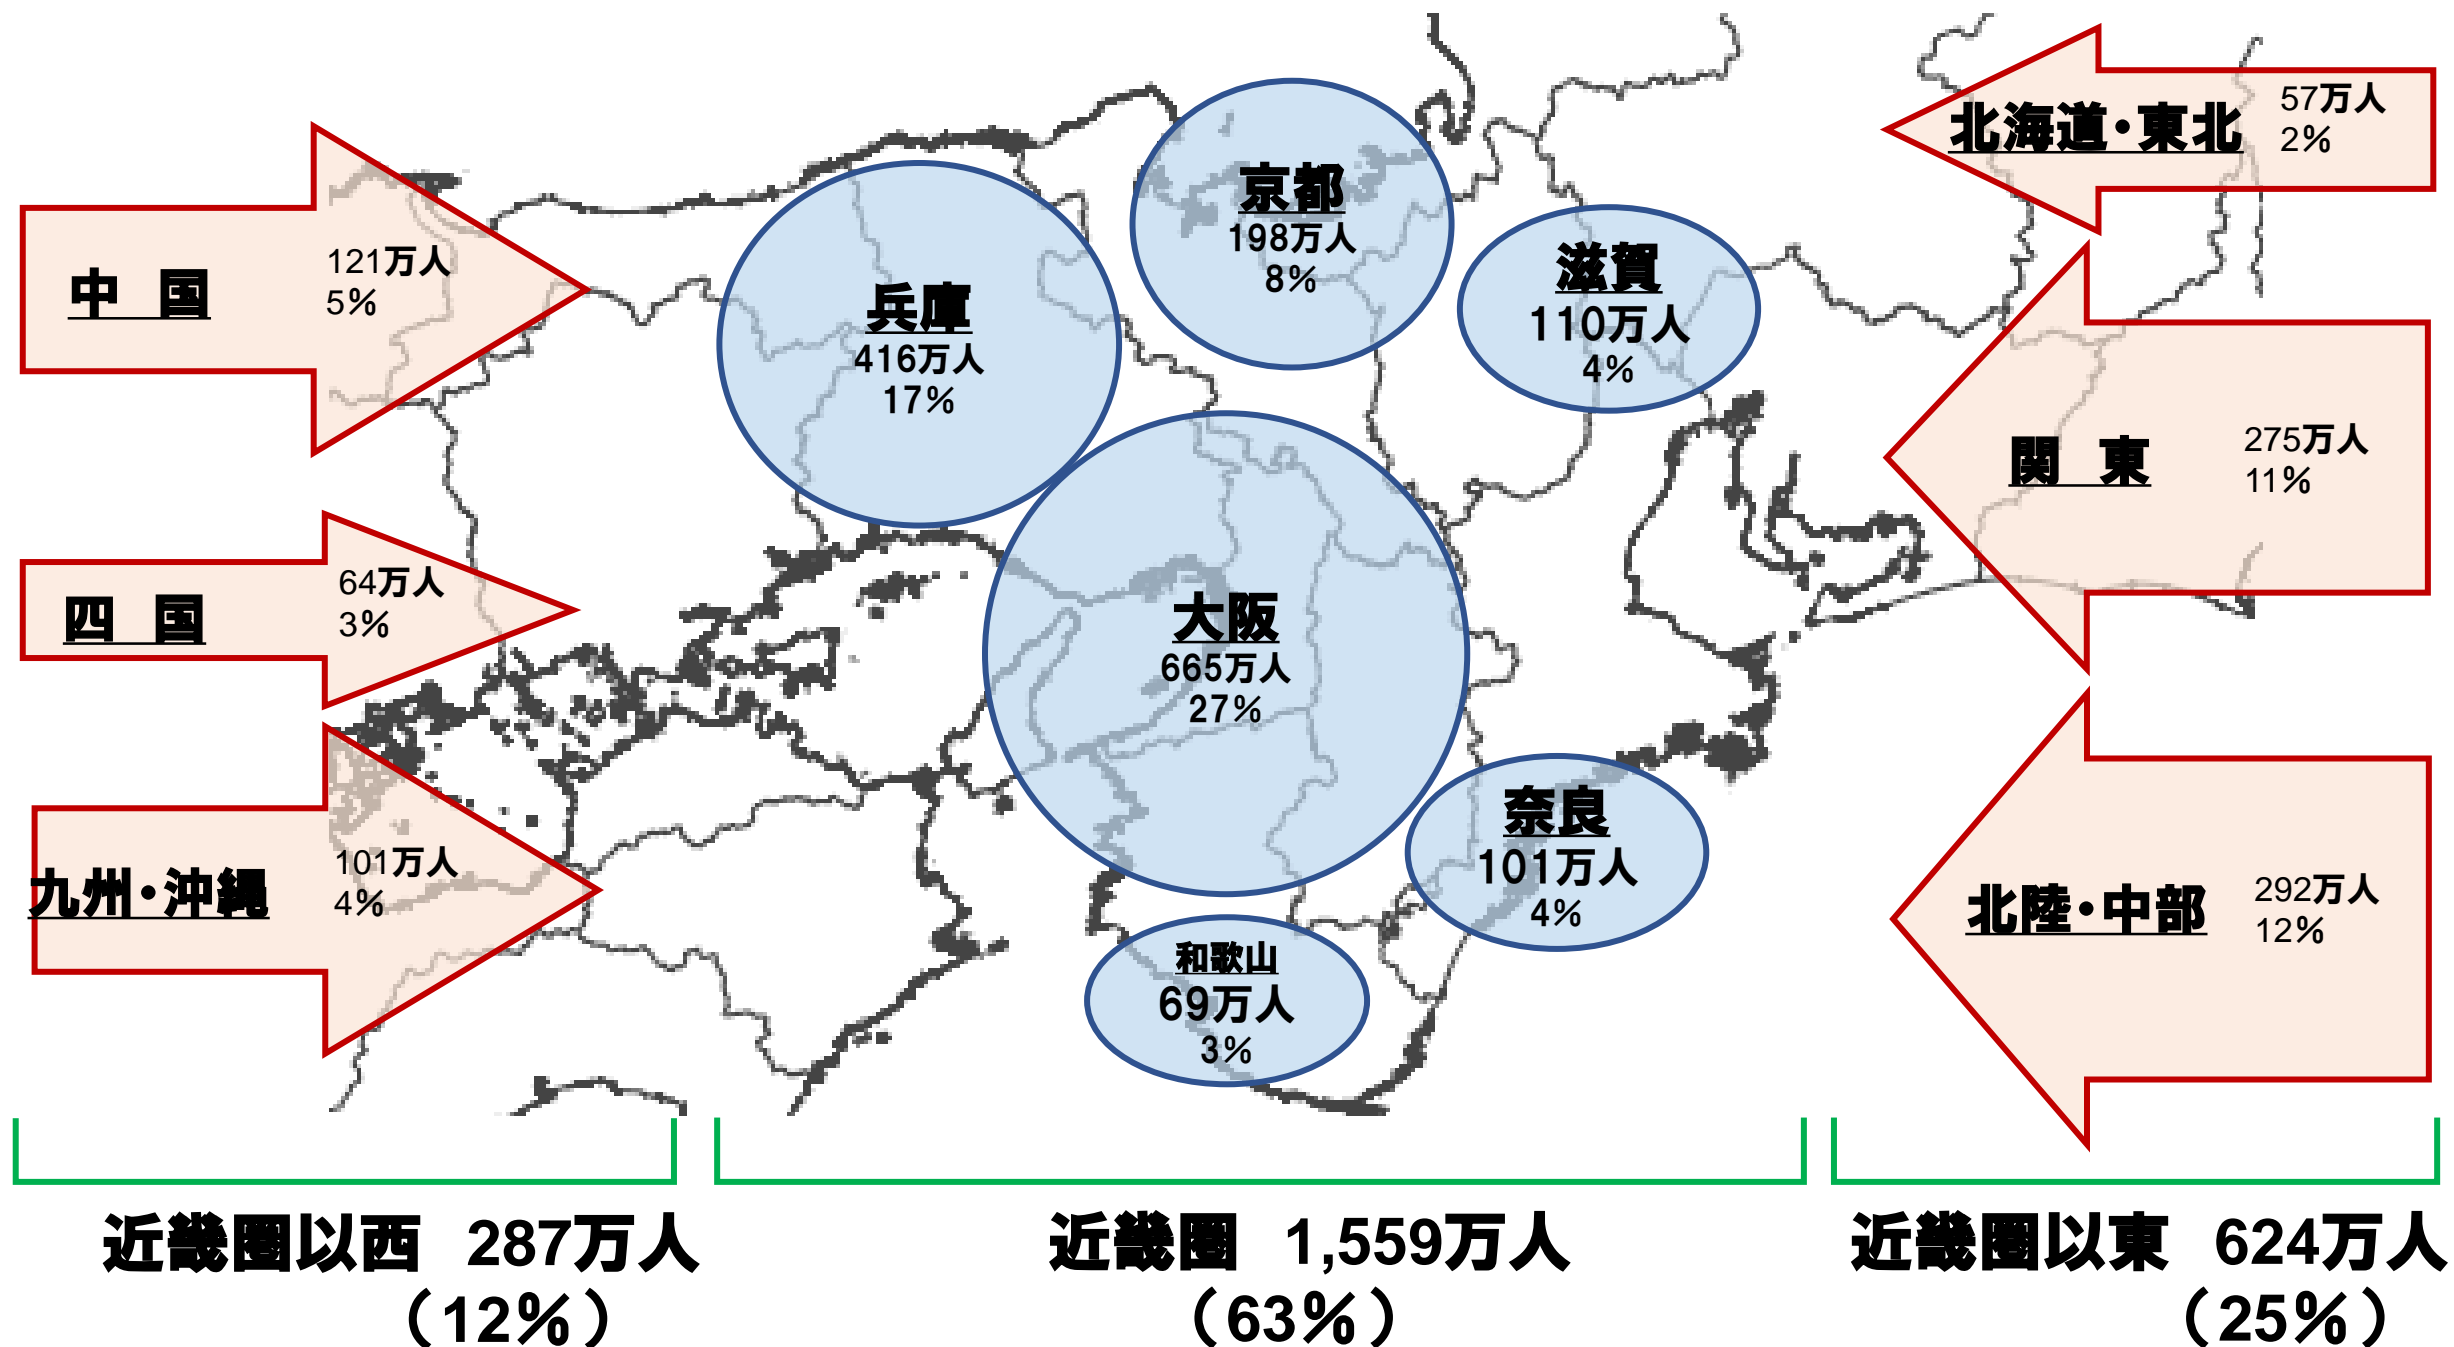 中　国
121万人
5%
四　国
64万人
3%
九州・沖縄
101万人
4%
兵庫
416万人
17%
京都
198万人
8%
滋賀
110万人
4%
大阪
665万人
27%
奈良
101万人
4%
和歌山
69万人
3%
北海道・東北
57万人
2%
関　東
275万人
11%
北陸・中部
292万人
12%
近畿圏以西　287万人
（12%）
近畿圏　1,559万人
（63%）
近畿圏以東　624万人
（25%）